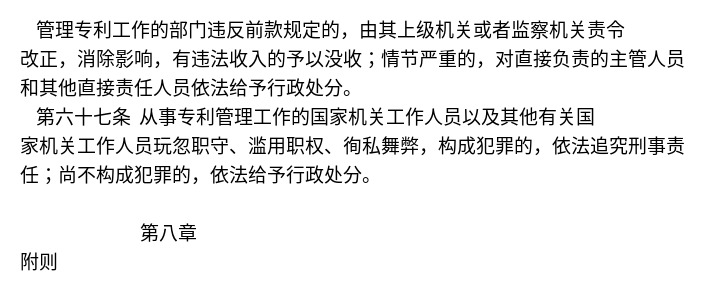 管理专利工作的部门违反前款规定的，由其上级机关或者监察机关责令
改正，消除影响，有违法收入的予以没收；情节严重的，对直接负责的主管人员
和其他直接责任人员依法给予行政处分。
第六十七条 从事专利管理工作的国家机关工作人员以及其他有关国
家机关工作人员玩忽职守、滥用职权、徇私舞弊，构成犯罪的，依法追究刑事责
任；尚不构成犯罪的，依法给予行政处分。
第八章
附则